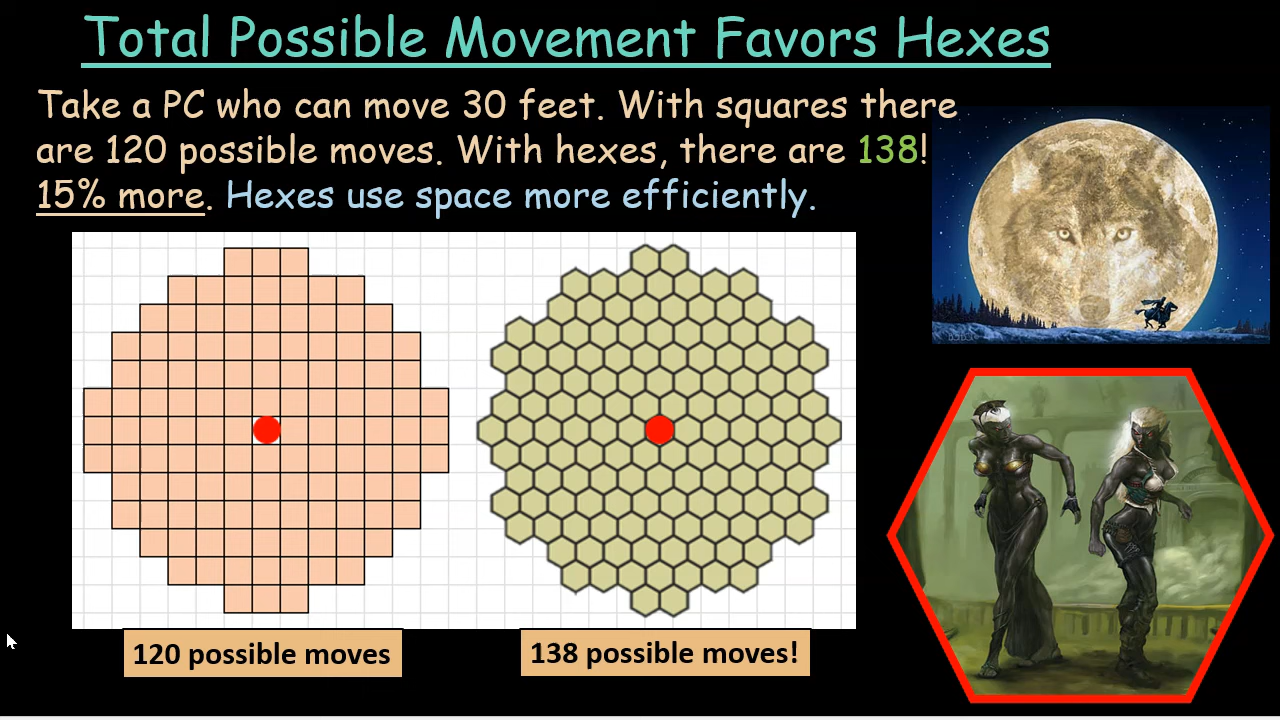 Total Possible Movement Favors Hexes
Take a PC who can move 30 feet. With squares there
are 120 possible moves. With hexes, there are 138!
15% more. Hexes use space more efficiently.
120 possible moves
138 possible moves!